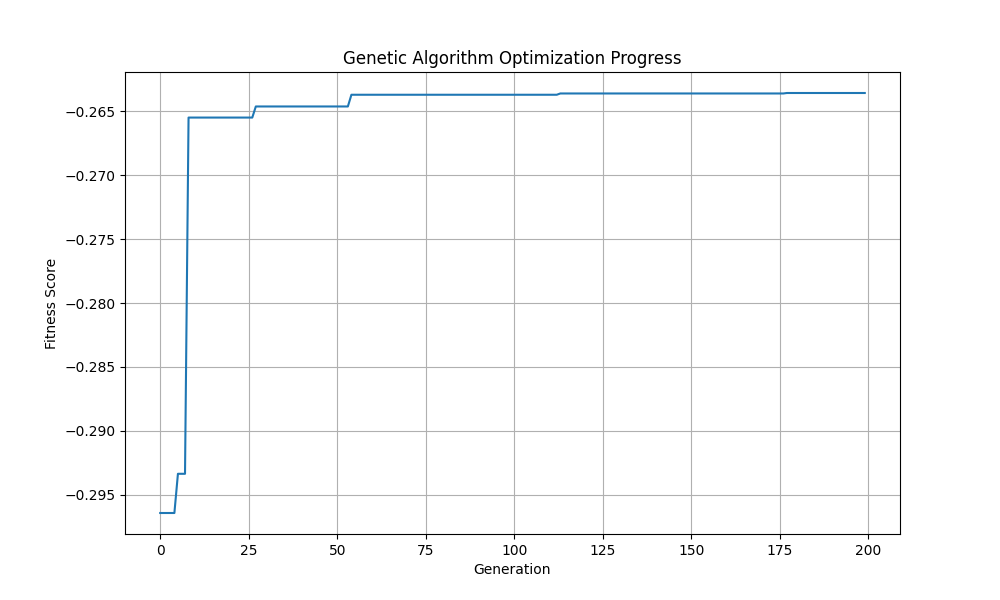 Genetic Algorithm Optimization Progress
−0.265
−0.270
−0.275
−0.280
−0.285
−0.290
−0.295
Fitness Score
0 25 50 75 100 125 150 175 200
Generation